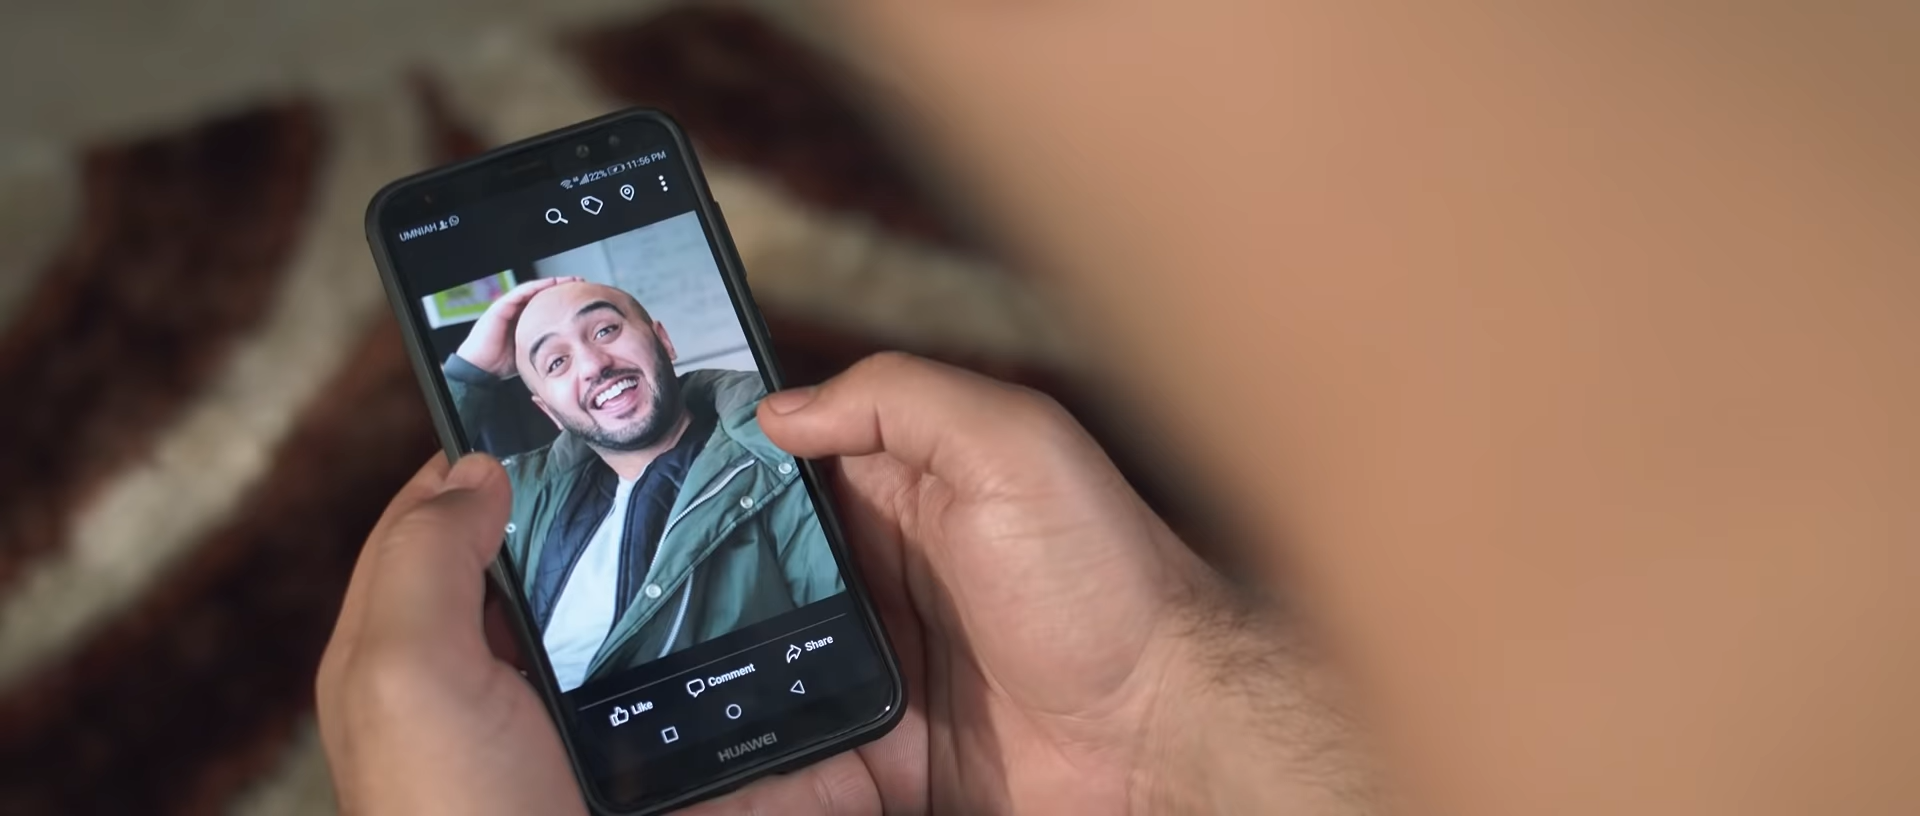 22% 11:56 PM
UMNIAH
Like
Comment
Share
HUAWEI